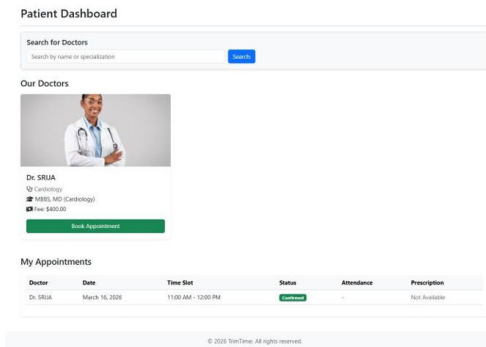 Patient Dashboard
Search for Doctors
Search by name or specialization
Search
Our Doctors
Dr. SRIJA
Cardiology
MBBS, MD (Cardiology)
Fee: $400.00
Book Appointment
My Appointments
Doctor Date Time Slot Status Attendance Prescription
Dr. SRIJA March 16, 2026 11:00 AM - 12:00 PM Confirmed - Not Available
© 2026 TrimTime. All rights reserved.